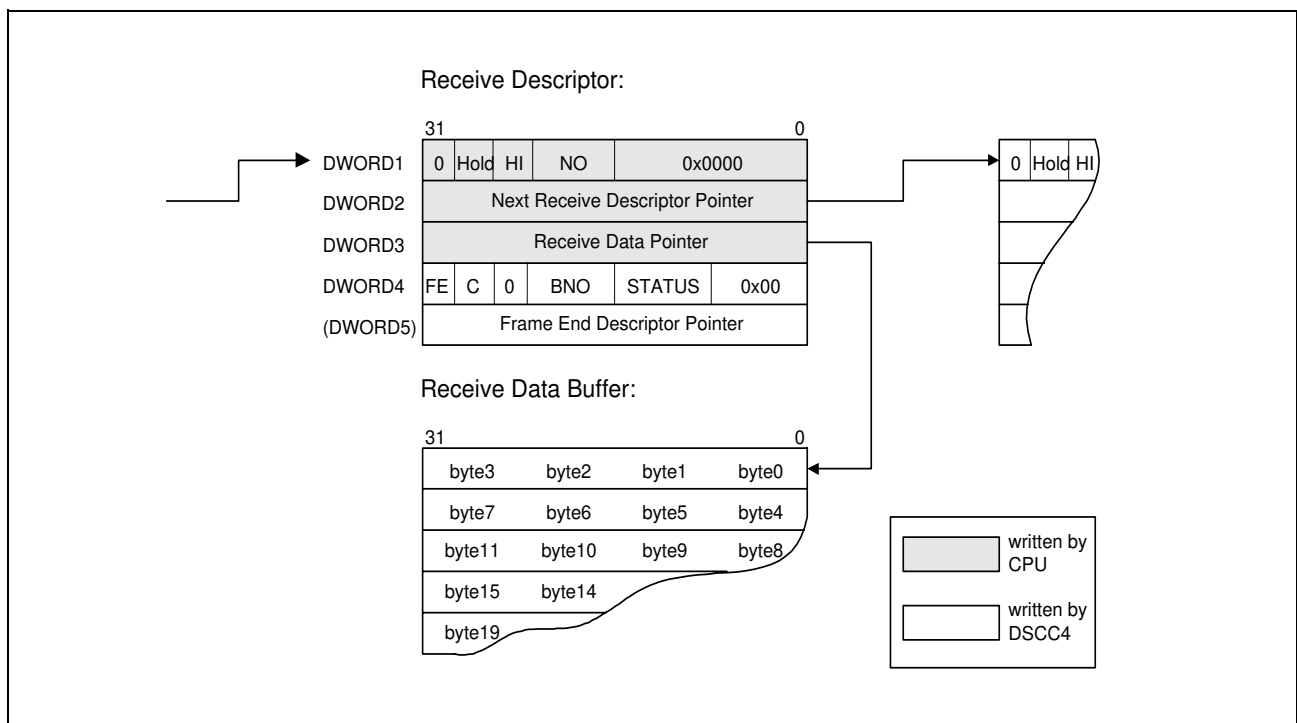 Receive Descriptor:
31 0
DWORD1 0 Hold HI NO 0x0000 0 Hold HI
DWORD2 Next Receive Descriptor Pointer
DWORD3 Receive Data Pointer
DWORD4 FE C 0 BNO STATUS 0x00
(DWORD5) Frame End Descriptor Pointer
Receive Data Buffer:
31 0
byte3 byte2 byte1 byte0
byte7 byte6 byte5 byte4
byte11 byte10 byte9 byte8
byte15 byte14
byte19
written by
CPU
written by
DSCC4